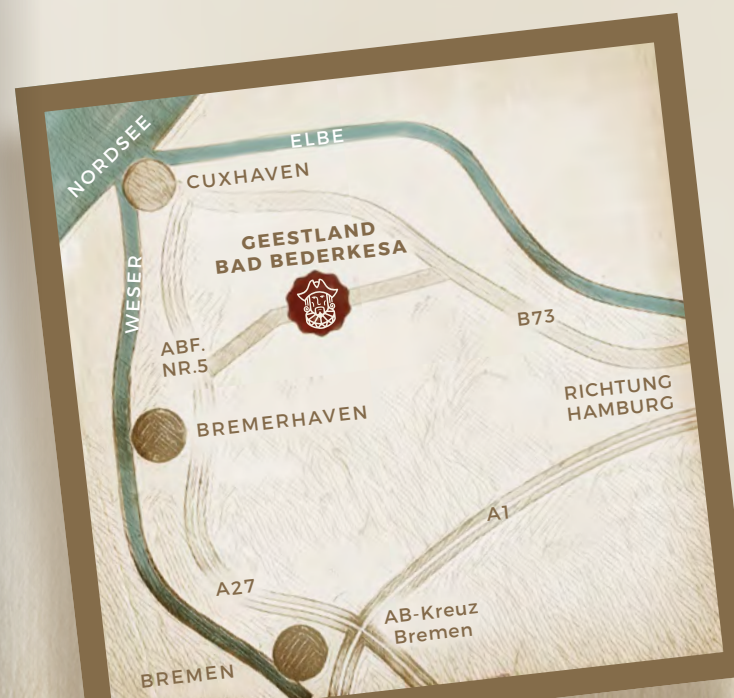 NORDSEE
ELBE
CUXHAVEN
GEESTLAND
BAD BEDERKESA
WESER
B73
ABF.
NR.5
RICHTUNG
HAMBURG
BREMERHAVEN
A1
A27
AB-Kreuz
Bremen
BREMEN